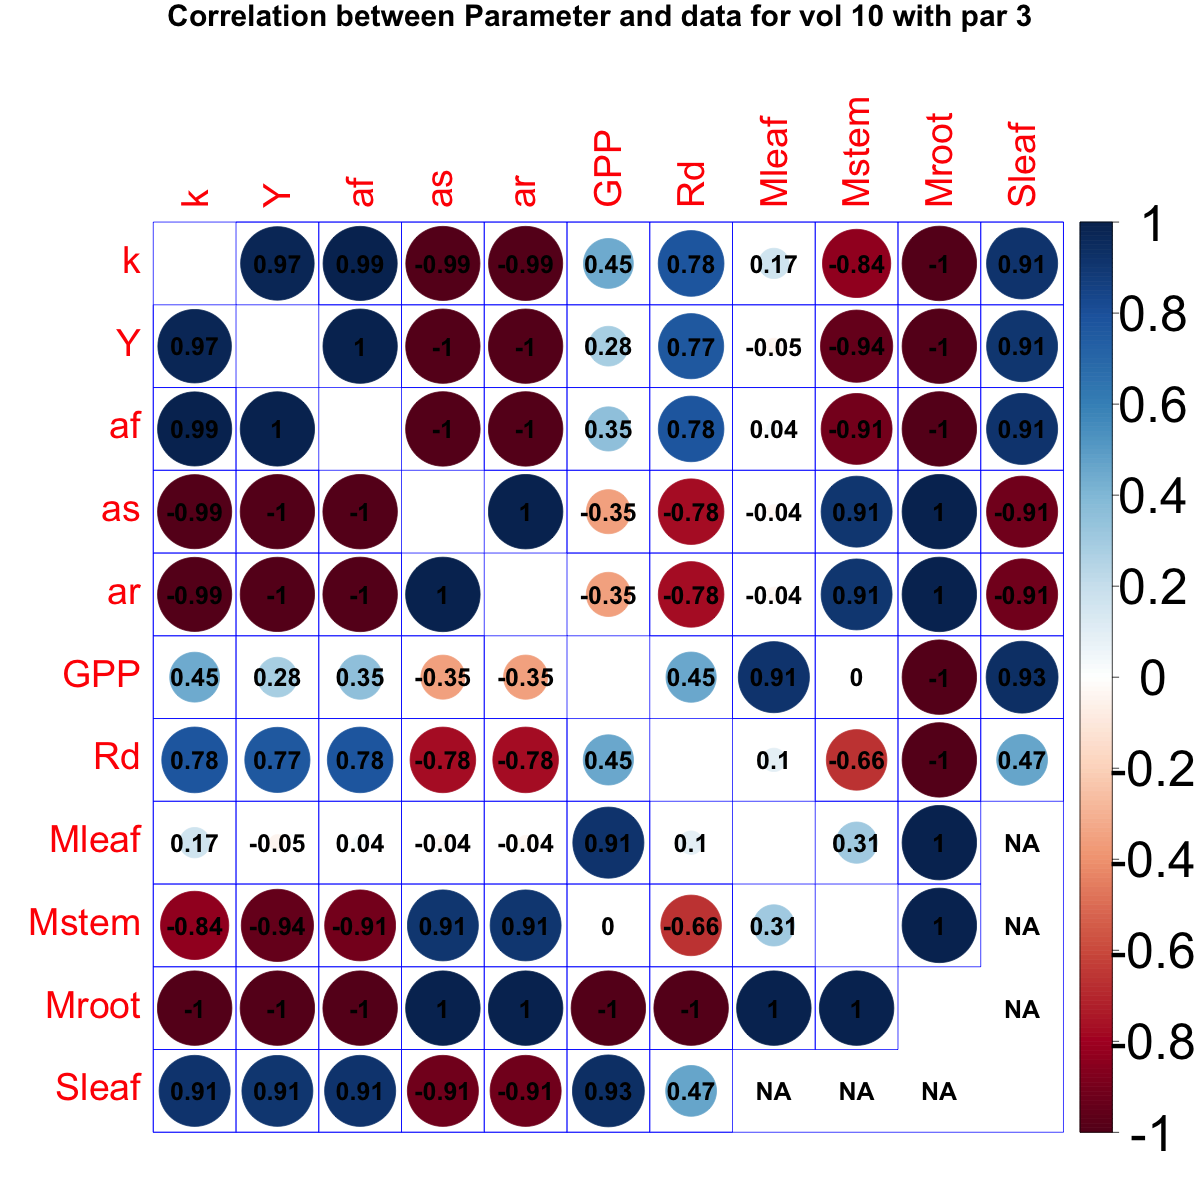 Correlation between Parameter and data for vol 10 with par 3
k Y af as ar GPP Rd Mleaf Mstem Mroot Sleaf
k 0.97 0.99 -0.99 -0.99 0.45 0.78 0.17 -0.84 -1 0.91
Y 0.97 1 -1 -1 0.28 0.77 -0.05 -0.94 -1 0.91
af 0.99 1 -1 -1 0.35 0.78 0.04 -0.91 -1 0.91
as -0.99 -1 -1 1 -0.35 -0.78 -0.04 0.91 1 -0.91
ar -0.99 -1 -1 1 -0.35 -0.78 -0.04 0.91 1 -0.91
GPP 0.45 0.28 0.35 -0.35 -0.35 0.45 0.91 0 -1 0.93
Rd 0.78 0.77 0.78 -0.78 -0.78 0.45 0.1 -0.66 -1 0.47
Mleaf 0.17 -0.05 0.04 -0.04 -0.04 0.91 0.1 0.31 1 NA
Mstem -0.84 -0.94 -0.91 0.91 0.91 0 -0.66 0.31 1 NA
Mroot -1 -1 -1 1 1 -1 -1 1 1 NA
Sleaf 0.91 0.91 0.91 -0.91 -0.91 0.93 0.47 NA NA NA
1
0.8
0.6
0.4
0.2
0
-0.2
-0.4
-0.6
-0.8
-1